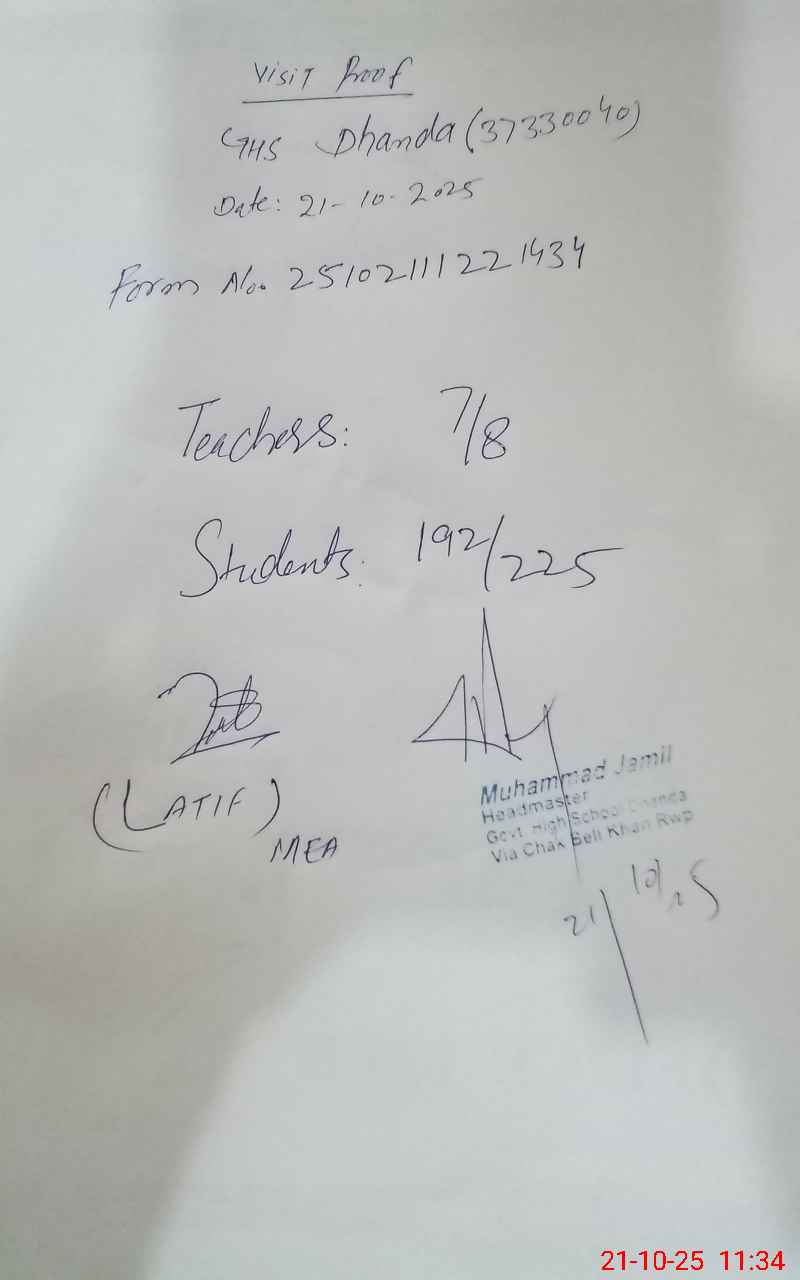 Visit Proof
GHS Dhanda (37330040)
Date: 21-10-2025
Form No. 25102111221434
Teachers: 7/8
Students: 192/225
(LATIF)
MEA
Muhammad Jamil
Headmaster
Govt High School Dhanda
Via Chak Beli Khan Rwp
21/10/25
21-10-25 11:34